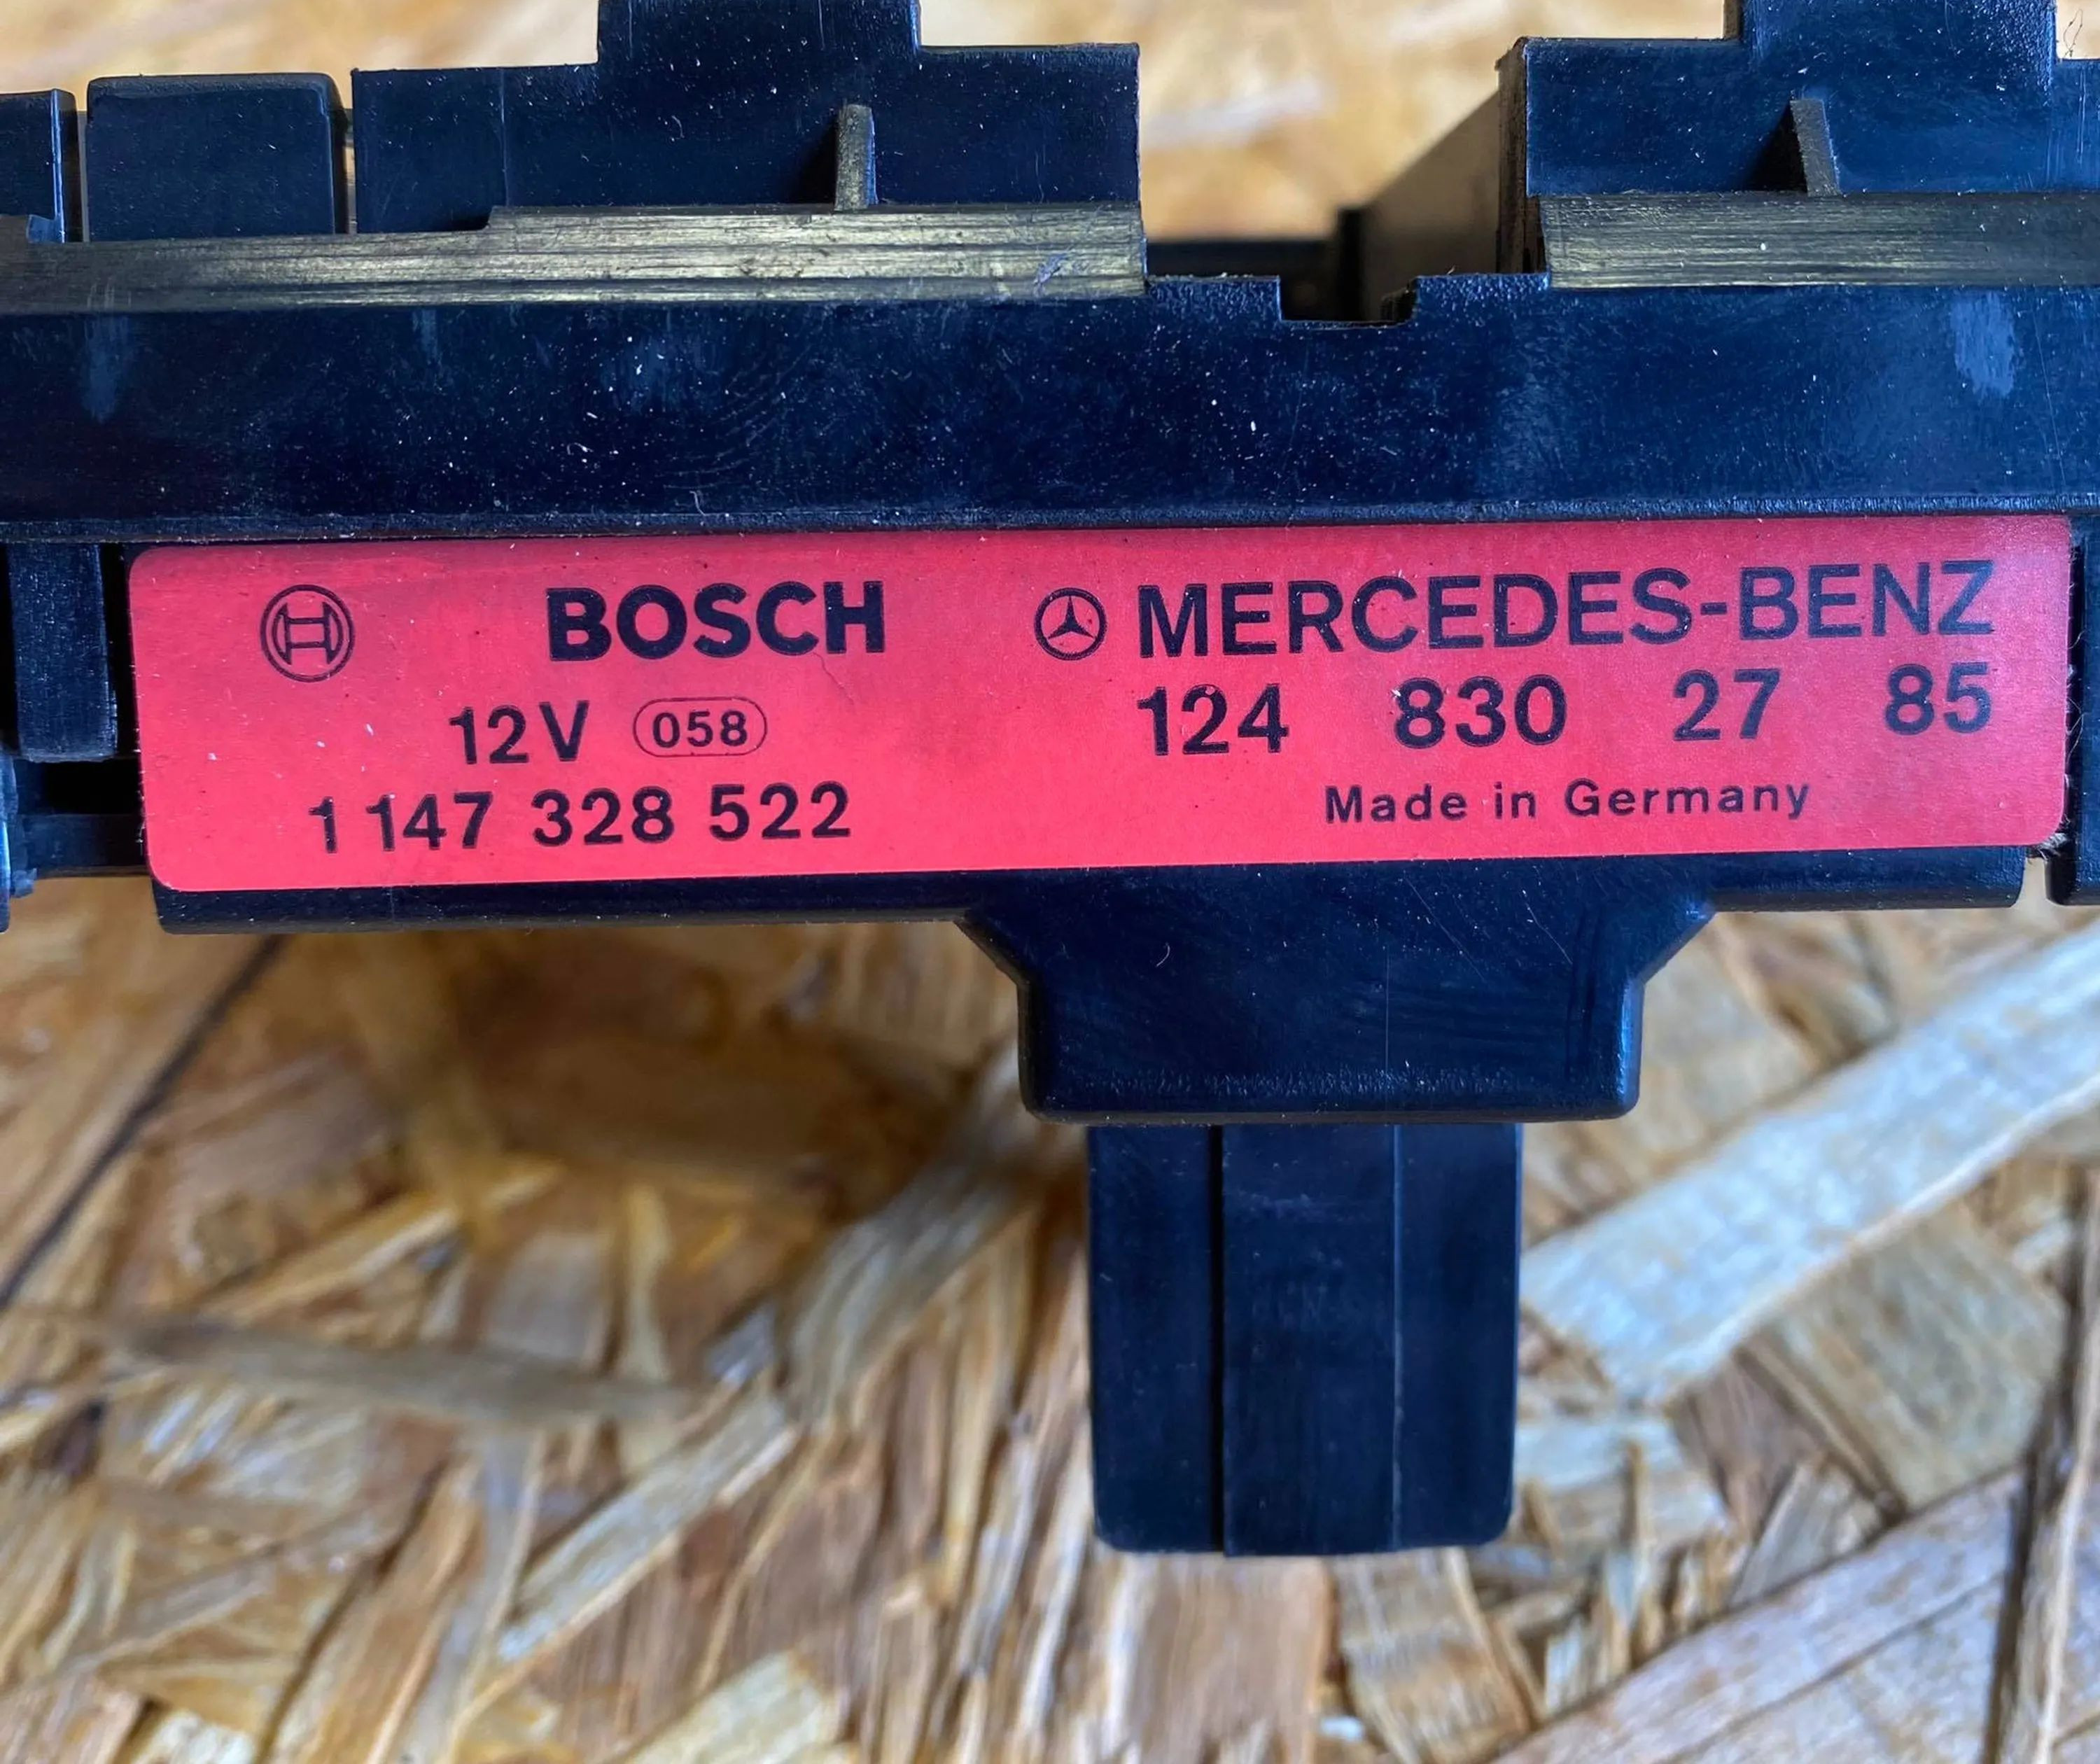 BOSCH
12V 058
1 147 328 522
MERCEDES-BENZ
124 830 27 85
Made in Germany